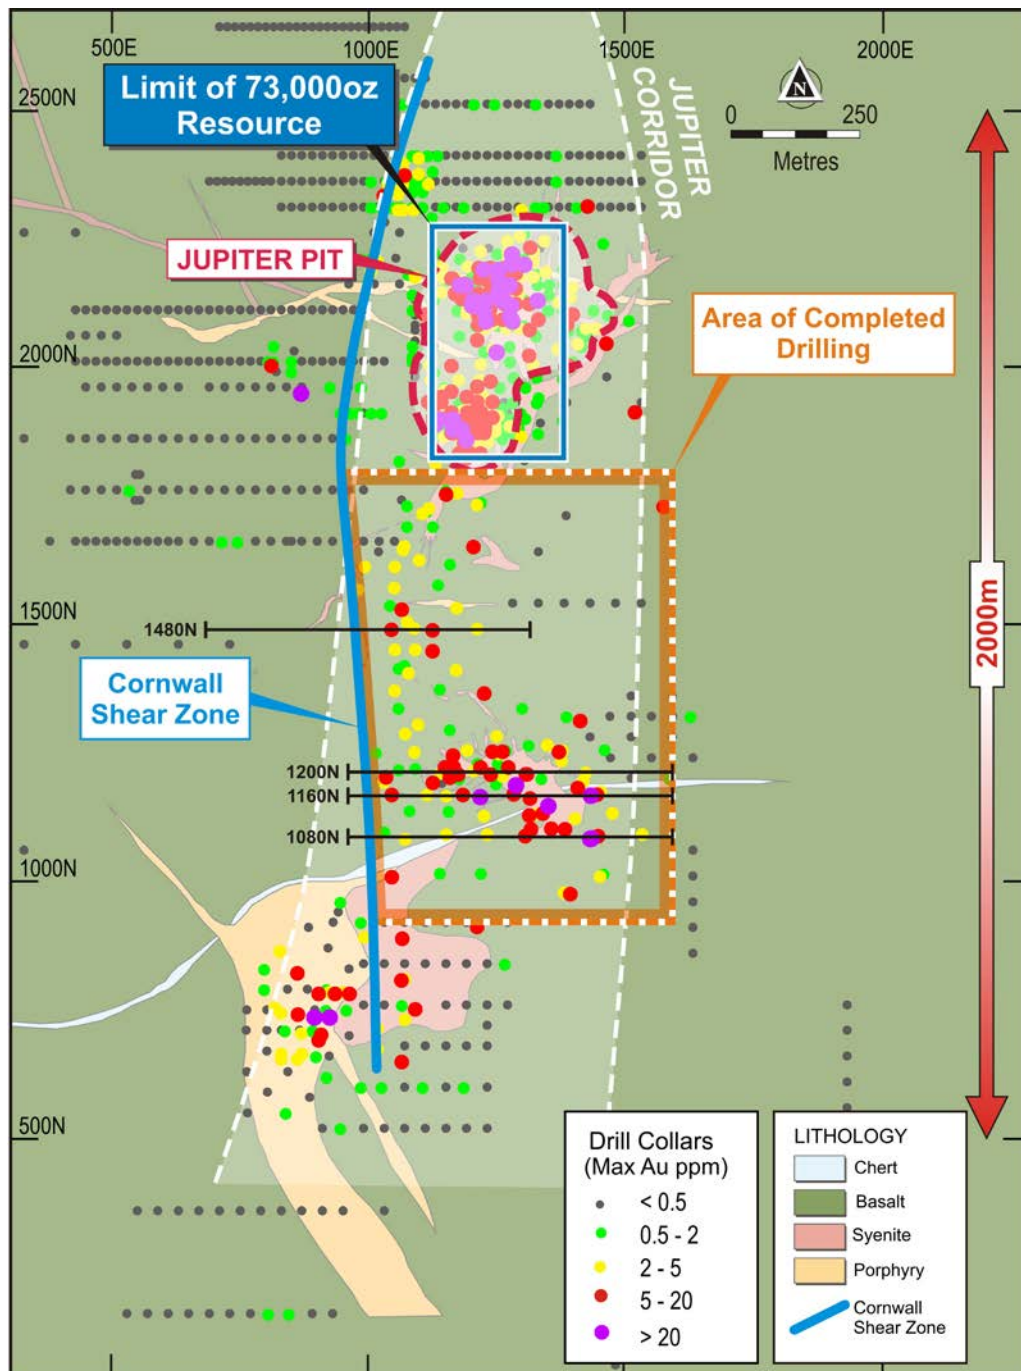 500E
1000E
1500E
2000E
2500N
Limit of 73,000oz
Resource
JUPITER
CORRIDOR
N
0
250
Metres
JUPITER PIT
Area of Completed
Drilling
2000N
1500N
1480N
2000m
Cornwall
Shear Zone
1200N
1160N
1080N
1000N
500N
Drill Collars
(Max Au ppm)
< 0.5
0.5 - 2
2 - 5
5 - 20
> 20
LITHOLOGY
Chert
Basalt
Syenite
Porphyry
Cornwall
Shear Zone